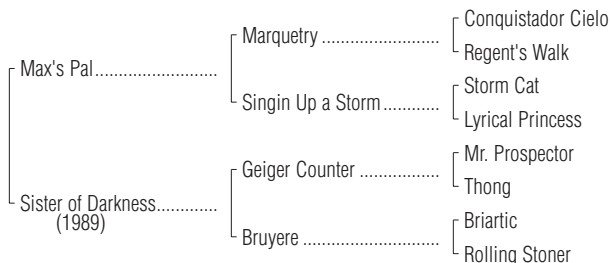 Conquistador Cielo
Marquetry ..........................
Regent's Walk
Max's Pal...........................
Storm Cat
Singin Up a Storm ............
Lyrical Princess
Mr. Prospector
Geiger Counter ..................
Thong
Sister of Darkness.............
(1989)
Briartic
Bruyere ..............................
Rolling Stoner